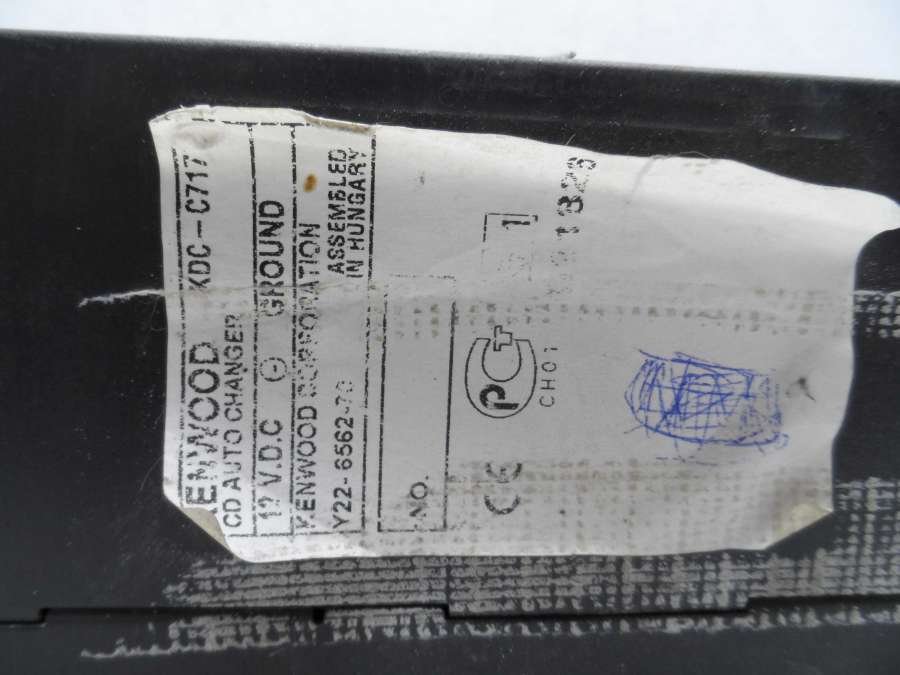 KENWOOD KDC-C717
CD AUTO CHANGER
12 V.D.C ⊖ GROUND
KENWOOD CORPORATION
Y22-6562-70 ASSEMBLED
IN HUNGARY
NO.
CE PCT 1
CH01